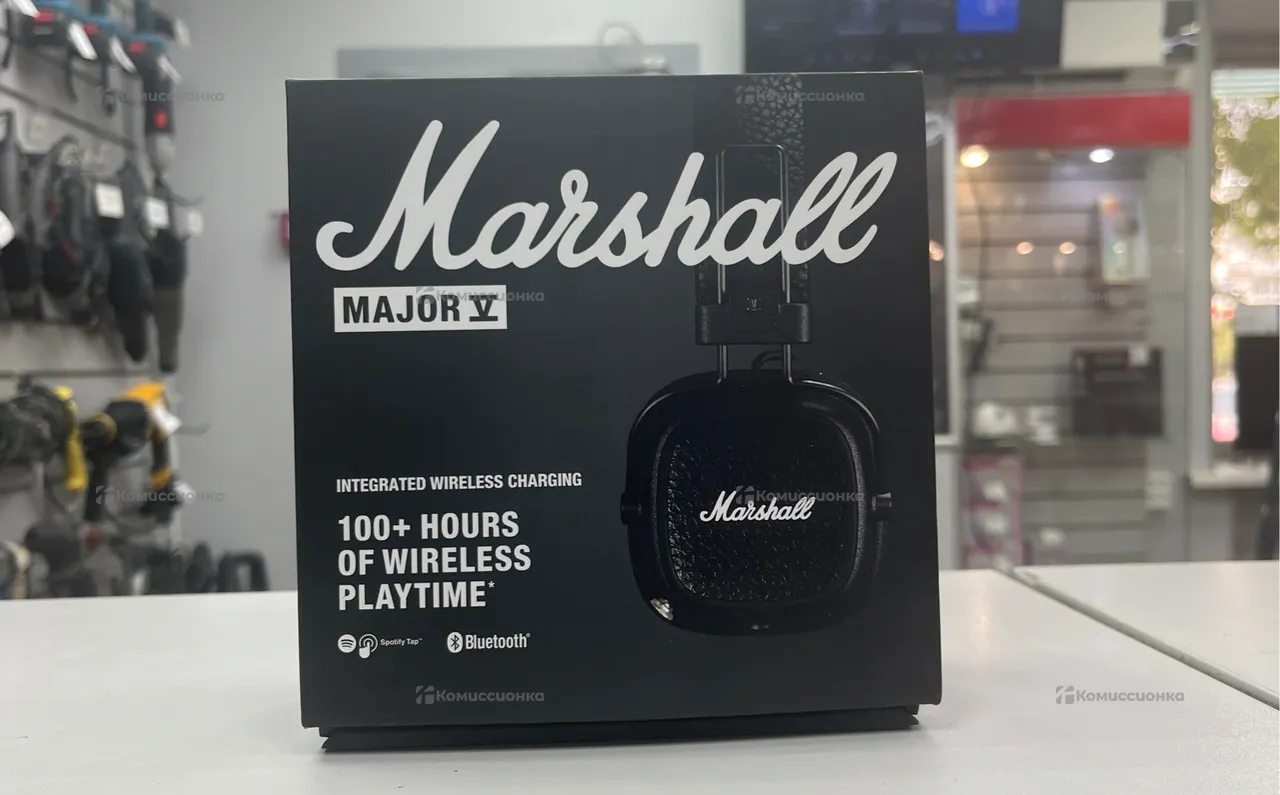 Marshall
MAJOR V
INTEGRATED WIRELESS CHARGING
100+ HOURS
OF WIRELESS
PLAYTIME*
Spotify Tap™
Bluetooth®
Marshall
Комиссионка
Комиссионка
Комиссионка
Комиссионка
Комиссионка
Комиссионка
Комиссионка